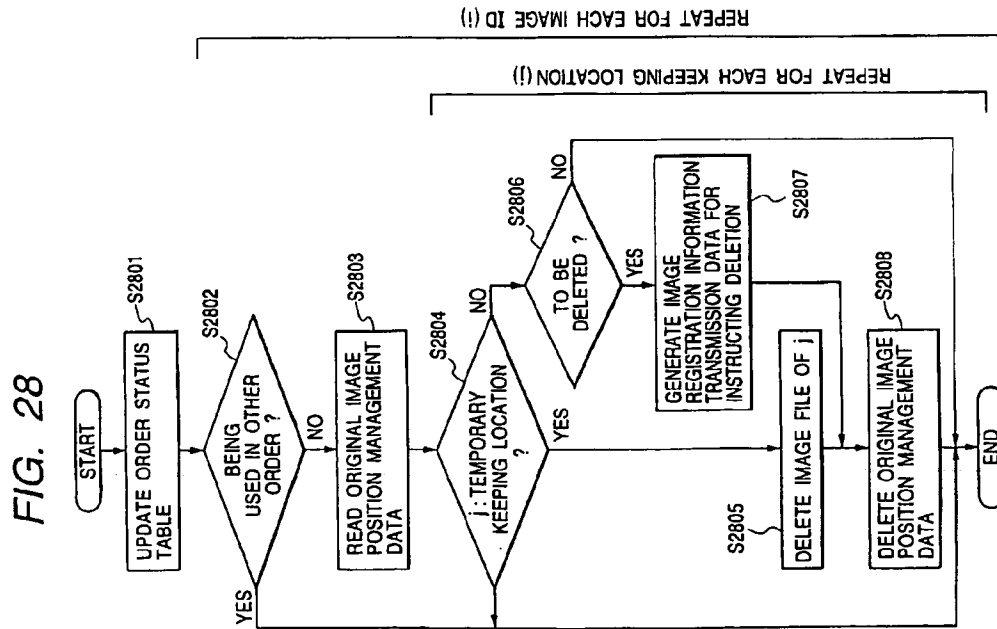 FIG. 28
START
S2801
UPDATE ORDER STATUS
TABLE
S2802
BEING
USED IN OTHER
ORDER ?
YES
NO
S2803
READ ORIGINAL IMAGE
POSITION MANAGEMENT
DATA
S2804
j : TEMPORARY
KEEPING LOCATION
?
NO
YES
S2806
TO BE
DELETED ?
NO
YES
GENERATE IMAGE
REGISTRATION INFORMATION
TRANSMISSION DATA FOR
INSTRUCTING DELETION
S2807
S2805
DELETE IMAGE FILE OF j
S2808
DELETE ORIGINAL IMAGE
POSITION MANAGEMENT
DATA
END
REPEAT FOR EACH KEEPING LOCATION (j)
REPEAT FOR EACH IMAGE ID (i)